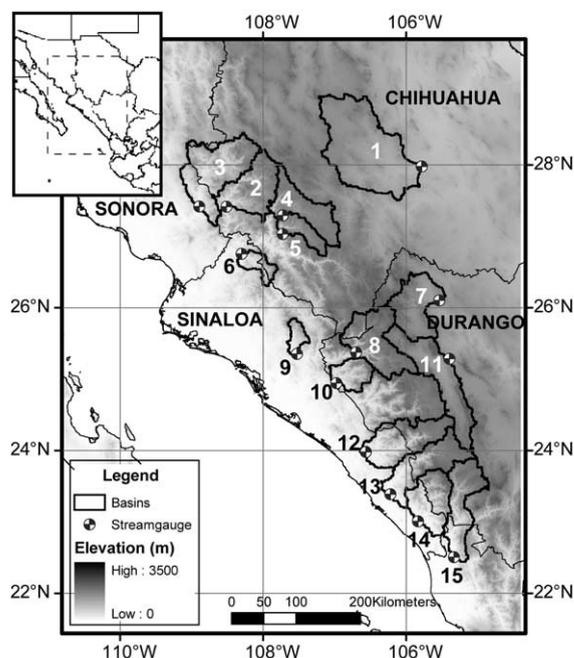 108°W 106°W
CHIHUAHUA
1
28°N 28°N
3
2
4
SONORA
5
6
26°N 26°N
7
SINALOA
DURANGO
8
9
11
10
24°N 24°N
12
Legend
Basins
13
Streamgauge
14
Elevation (m)
High : 3500
15
22°N 22°N
Low : 0
0 50 100 200Kilometers
110°W 108°W 106°W